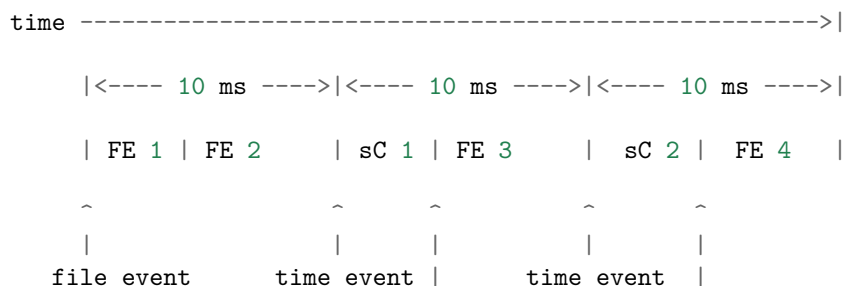 time ----------------------------------------------------->|
|<---- 10 ms ---->|<---- 10 ms ---->|<---- 10 ms ---->|
| FE 1 | FE 2 | sC 1 | FE 3 | sC 2 | FE 4 |
^ ^ ^ ^ ^
| | | | |
file event time event | time event |